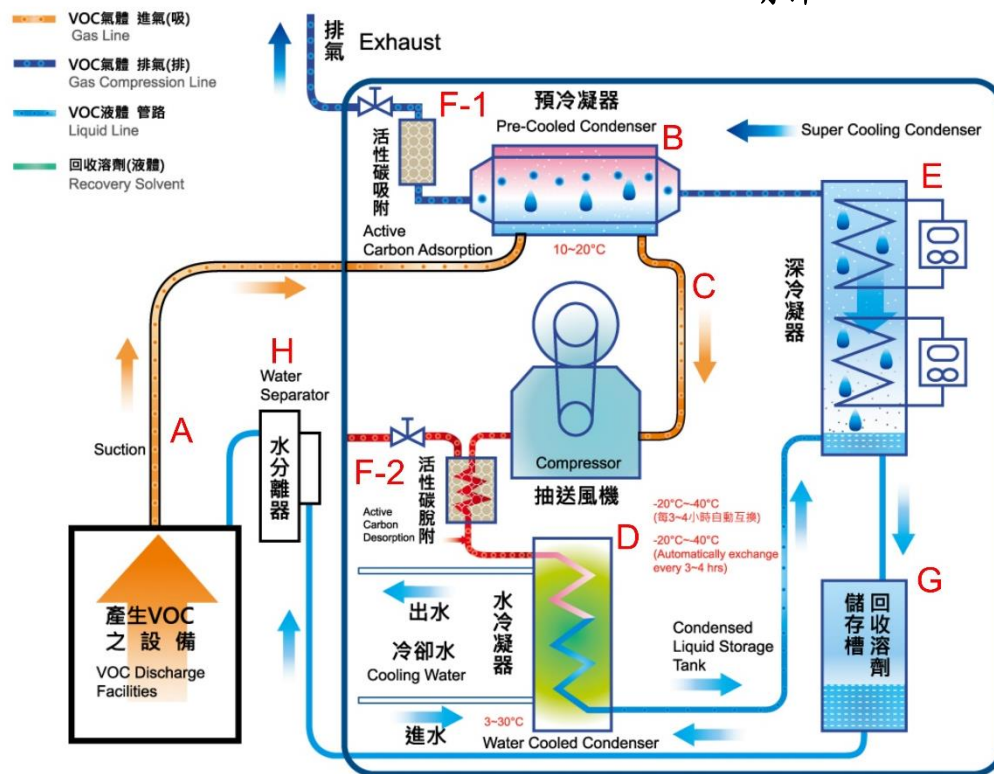 VOC氣體 進氣(吸)
Gas Line
VOC氣體 排氣(排)
Gas Compression Line
VOC液體 管路
Liquid Line
回收溶劑(液體)
Recovery Solvent
排氣
Exhaust
F-1
活性碳吸附
Active
Carbon Adsorption
預冷凝器
Pre-Cooled Condenser
B
10~20°C
Super Cooling Condenser
E
深冷凝器
C
H
Water
Separator
水分離器
A
Suction
Compressor
抽送風機
F-2
活性碳脫附
Active
Carbon
Desorption
-20°C~-40°C
(每3~4小時自動互換)
-20°C~-40°C
(Automatically exchange
every 3~4 hrs)
D
水冷凝器
出水
冷卻水
Cooling Water
進水
3~30°C
Water Cooled Condenser
Condensed
Liquid Storage
Tank
G
回收溶劑
儲存槽
產生VOC
之設備
VOC Discharge
Facilities